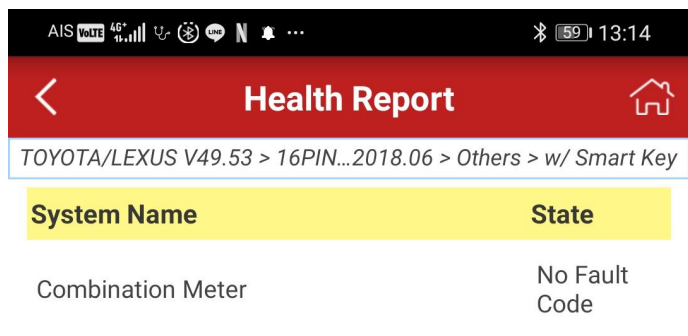 AIS VoLTE 4G+ LINE N ... 59 13:14
Health Report
TOYOTA/LEXUS V49.53 > 16PIN...2018.06 > Others > w/ Smart Key
System Name State
Combination Meter No Fault
Code